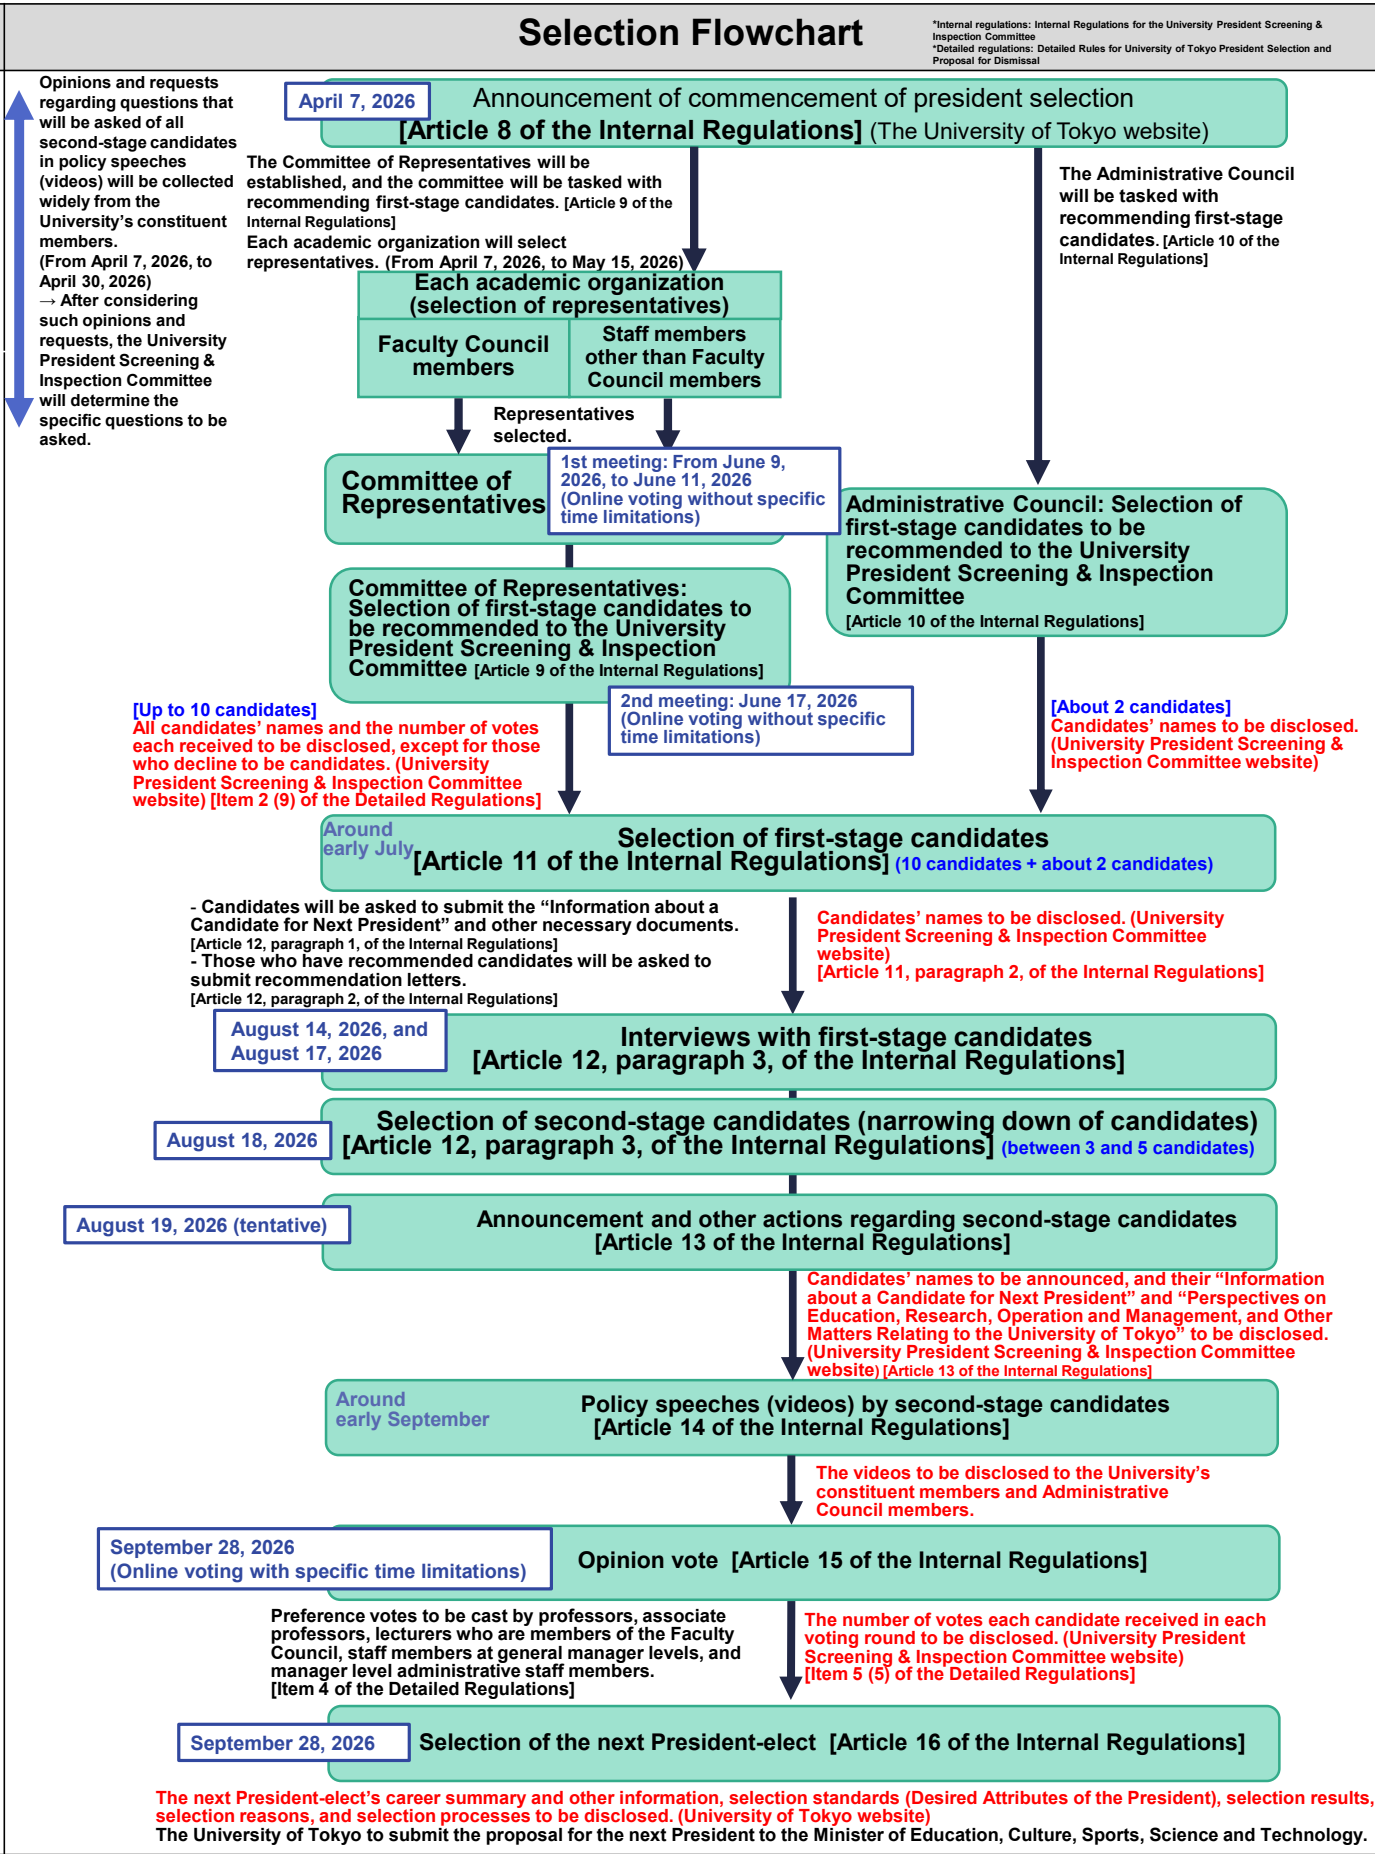 Selection Flowchart
*Internal regulations: Internal Regulations for the University President Screening &
Inspection Committee
*Detailed regulations: Detailed Rules for University of Tokyo President Selection and
Proposal for Dismissal
Opinions and requests
regarding questions that
will be asked of all
second-stage candidates
in policy speeches
(videos) will be collected
widely from the
University’s constituent
members.
(From April 7, 2026, to
April 30, 2026)
→ After considering
such opinions and
requests, the University
President Screening &
Inspection Committee
will determine the
specific questions to be
asked.
April 7, 2026
Announcement of commencement of president selection
[Article 8 of the Internal Regulations] (The University of Tokyo website)
The Committee of Representatives will be
established, and the committee will be tasked with
recommending first-stage candidates. [Article 9 of the
Internal Regulations]
Each academic organization will select
representatives. (From April 7, 2026, to May 15, 2026)
The Administrative Council
will be tasked with
recommending first-stage
candidates. [Article 10 of the
Internal Regulations]
Each academic organization
(selection of representatives)
Faculty Council
members
Staff members
other than Faculty
Council members
Representatives
selected.
Committee of
Representatives
1st meeting: From June 9,
2026, to June 11, 2026
(Online voting without specific
time limitations)
Administrative Council: Selection of
first-stage candidates to be
recommended to the University
President Screening & Inspection
Committee
[Article 10 of the Internal Regulations]
Committee of Representatives:
Selection of first-stage candidates to
be recommended to the University
President Screening & Inspection
Committee [Article 9 of the Internal Regulations]
2nd meeting: June 17, 2026
(Online voting without specific
time limitations)
[Up to 10 candidates]
All candidates’ names and the number of votes
each received to be disclosed, except for those
who decline to be candidates. (University
President Screening & Inspection Committee
website) [Item 2 (9) of the Detailed Regulations]
[About 2 candidates]
Candidates’ names to be disclosed.
(University President Screening &
Inspection Committee website)
Around
early July
Selection of first-stage candidates
[Article 11 of the Internal Regulations] (10 candidates + about 2 candidates)
- Candidates will be asked to submit the “Information about a
Candidate for Next President” and other necessary documents.
[Article 12, paragraph 1, of the Internal Regulations]
- Those who have recommended candidates will be asked to
submit recommendation letters.
[Article 12, paragraph 2, of the Internal Regulations]
Candidates’ names to be disclosed. (University
President Screening & Inspection Committee
website)
[Article 11, paragraph 2, of the Internal Regulations]
August 14, 2026, and
August 17, 2026
Interviews with first-stage candidates
[Article 12, paragraph 3, of the Internal Regulations]
August 18, 2026
Selection of second-stage candidates (narrowing down of candidates)
[Article 12, paragraph 3, of the Internal Regulations] (between 3 and 5 candidates)
August 19, 2026 (tentative)
Announcement and other actions regarding second-stage candidates
[Article 13 of the Internal Regulations]
Candidates’ names to be announced, and their “Information
about a Candidate for Next President” and “Perspectives on
Education, Research, Operation and Management, and Other
Matters Relating to the University of Tokyo” to be disclosed.
(University President Screening & Inspection Committee
website) [Article 13 of the Internal Regulations]
Around
early September
Policy speeches (videos) by second-stage candidates
[Article 14 of the Internal Regulations]
The videos to be disclosed to the University’s
constituent members and Administrative
Council members.
September 28, 2026
(Online voting with specific time limitations)
Opinion vote [Article 15 of the Internal Regulations]
Preference votes to be cast by professors, associate
professors, lecturers who are members of the Faculty
Council, staff members at general manager levels, and
manager level administrative staff members.
[Item 4 of the Detailed Regulations]
The number of votes each candidate received in each
voting round to be disclosed. (University President
Screening & Inspection Committee website)
[Item 5 (5) of the Detailed Regulations]
September 28, 2026
Selection of the next President-elect [Article 16 of the Internal Regulations]
The next President-elect’s career summary and other information, selection standards (Desired Attributes of the President), selection results,
selection reasons, and selection processes to be disclosed. (University of Tokyo website)
The University of Tokyo to submit the proposal for the next President to the Minister of Education, Culture, Sports, Science and Technology.